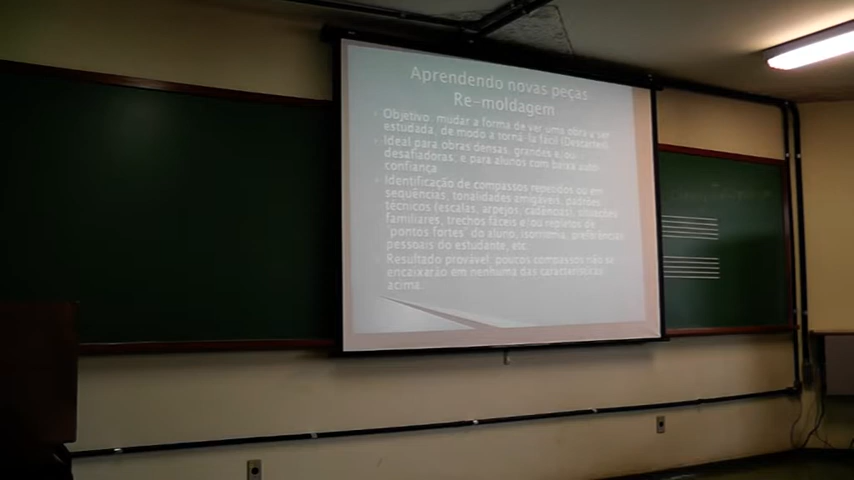 Aprendendo novas peças
Re-moldagem
Objetivo: mudar a forma de ver uma obra a ser
estudada, de modo a torná-la fácil (Descartes).
Ideal para obras densas, grandes e/ou
desafiadoras, e para alunos com baixa auto-
confiança
Identificação de compassos repetidos ou em
sequências, tonalidades amigáveis, padrões
técnicos (escalas, arpejos, cadências), situações
familiares, trechos fáceis e/ou repletos de
"pontos fortes" do aluno, isonomia, preferências
pessoais do estudante, etc.
Resultado provável: poucos compassos não se
encaixarão em nenhuma das características
acima.